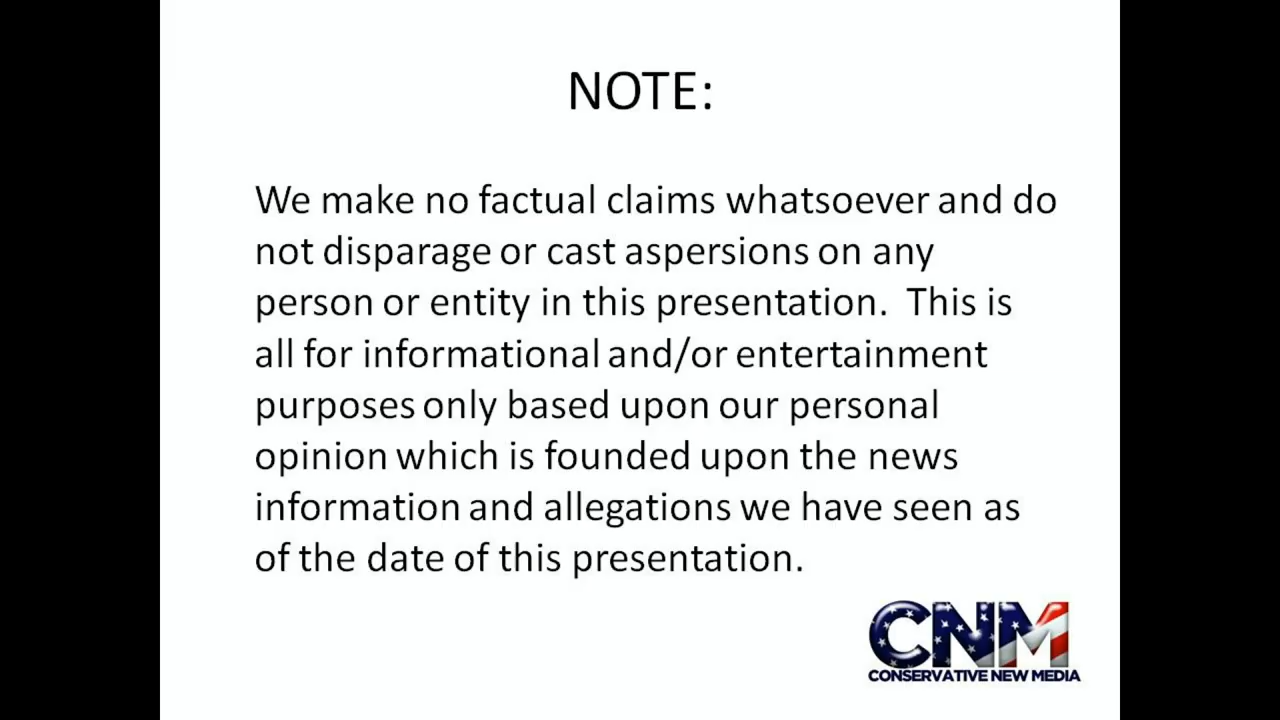 NOTE:
We make no factual claims whatsoever and do
not disparage or cast aspersions on any
person or entity in this presentation.  This is
all for informational and/or entertainment
purposes only based upon our personal
opinion which is founded upon the news
information and allegations we have seen as
of the date of this presentation.
CNM
CONSERVATIVE NEW MEDIA